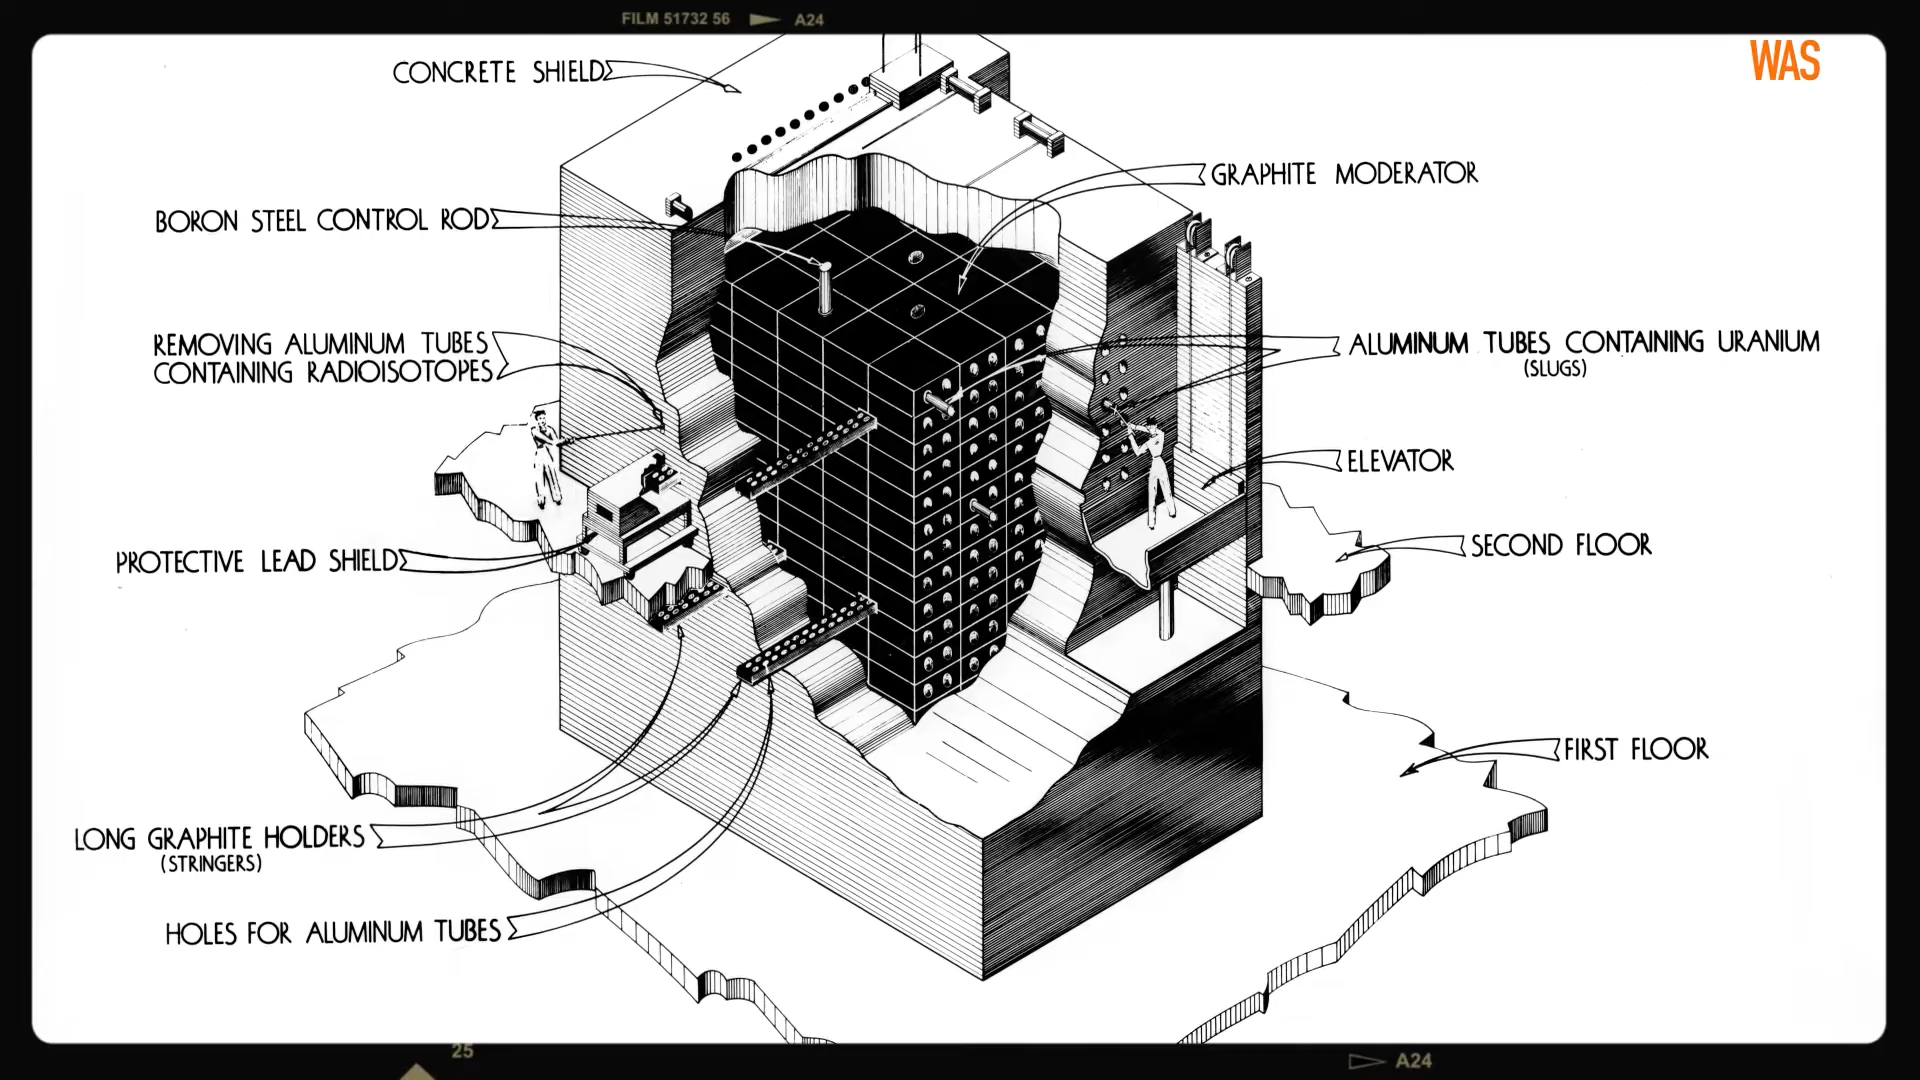 FILM 51732 56 A24
WAS
CONCRETE SHIELD
GRAPHITE MODERATOR
BORON STEEL CONTROL ROD
REMOVING ALUMINUM TUBES
CONTAINING RADIOISOTOPES
ALUMINUM TUBES CONTAINING URANIUM
(SLUGS)
ELEVATOR
PROTECTIVE LEAD SHIELD
SECOND FLOOR
FIRST FLOOR
LONG GRAPHITE HOLDERS
(STRINGERS)
HOLES FOR ALUMINUM TUBES
25
A24